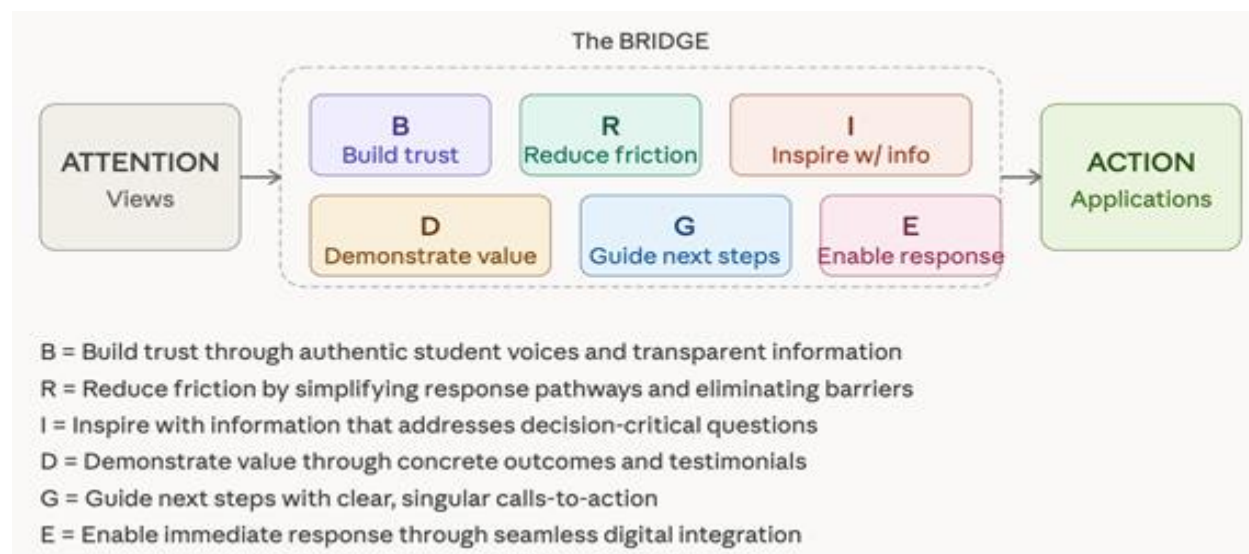 The BRIDGE
ATTENTION
Views
B
Build trust
R
Reduce friction
I
Inspire w/ info
D
Demonstrate value
G
Guide next steps
E
Enable response
ACTION
Applications
B = Build trust through authentic student voices and transparent information
R = Reduce friction by simplifying response pathways and eliminating barriers
I = Inspire with information that addresses decision-critical questions
D = Demonstrate value through concrete outcomes and testimonials
G = Guide next steps with clear, singular calls-to-action
E = Enable immediate response through seamless digital integration